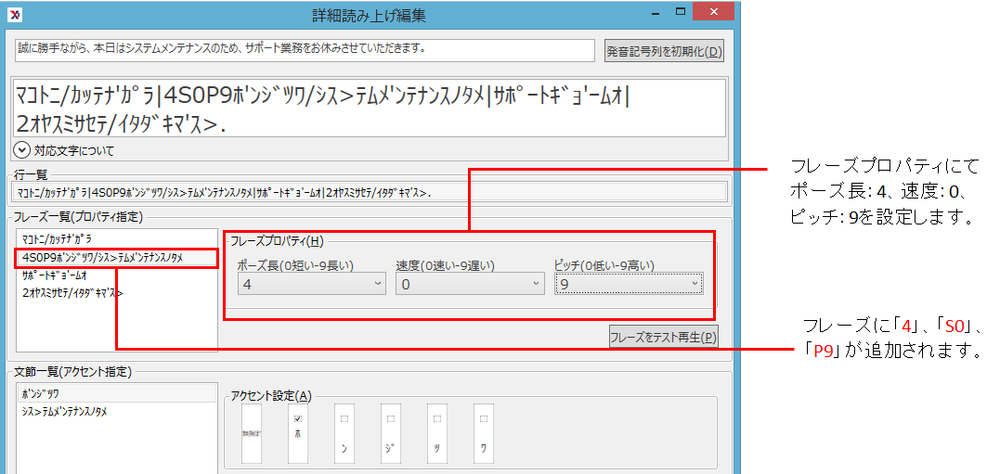 詳細読み上げ編集
誠に勝手ながら、本日はシステムメンテナンスのため、サポート業務をお休みさせていただきます。
発音記号列を初期化(D)
ﾏｺﾄﾆ/ｶｯﾃﾅ'ｶﾟﾗ|4S0P9ﾎ'ﾝｼﾞﾂﾜ/ｼｽ>ﾃﾑﾒ'ﾝﾃﾅﾝｽﾉﾀﾒ|ｻﾎﾟｰﾄｷﾞｮ'ｰﾑｵ|
2ｵﾔｽﾐｻｾﾃ/ｲﾀﾀﾞｷﾏ'ｽ>.
対応文字について
行一覧
ﾏｺﾄﾆ/ｶｯﾃﾅ'ｶﾟﾗ|4S0P9ﾎ'ﾝｼﾞﾂﾜ/ｼｽ>ﾃﾑﾒ'ﾝﾃﾅﾝｽﾉﾀﾒ|ｻﾎﾟｰﾄｷﾞｮ'ｰﾑｵ|2ｵﾔｽﾐｻｾﾃ/ｲﾀﾀﾞｷﾏ'ｽ>.
フレーズ一覧(プロパティ指定)
ﾏｺﾄﾆ/ｶｯﾃﾅ'ｶﾟﾗ
4S0P9ﾎ'ﾝｼﾞﾂﾜ/ｼｽ>ﾃﾑﾒ'ﾝﾃﾅﾝｽﾉﾀﾒ
ｻﾎﾟｰﾄｷﾞｮ'ｰﾑｵ
2ｵﾔｽﾐｻｾﾃ/ｲﾀﾀﾞｷﾏ'ｽ>
フレーズプロパティ(H)
ポーズ長(0短い-9長い)
速度(0速い-9遅い)
ピッチ(0低い-9高い)
4
0
9
フレーズをテスト再生(P)
文節一覧(アクセント指定)
ﾎ'ﾝｼﾞﾂﾜ
ｼｽ>ﾃﾑﾒ'ﾝﾃﾅﾝｽﾉﾀﾒ
アクセント設定(A)
無指定
ﾎ
ﾝ
ｼﾞ
ﾂ
ﾜ
フレーズプロパティにて
ポーズ長：4、速度：0、
ピッチ：9を設定します。
フレーズに「4」、「S0」、
「P9」が追加されます。